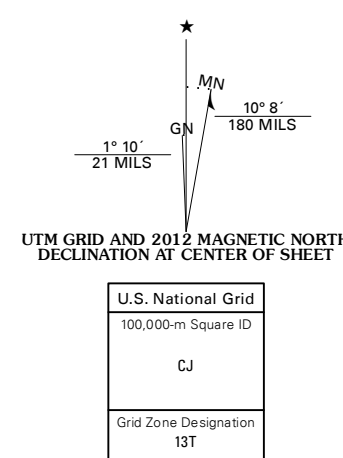 ★
MN
10° 8´
180 MILS
GN
1° 10´
21 MILS
UTM GRID AND 2012 MAGNETIC NORTH
DECLINATION AT CENTER OF SHEET
U.S. National Grid
100,000-m Square ID
CJ
Grid Zone Designation
13T